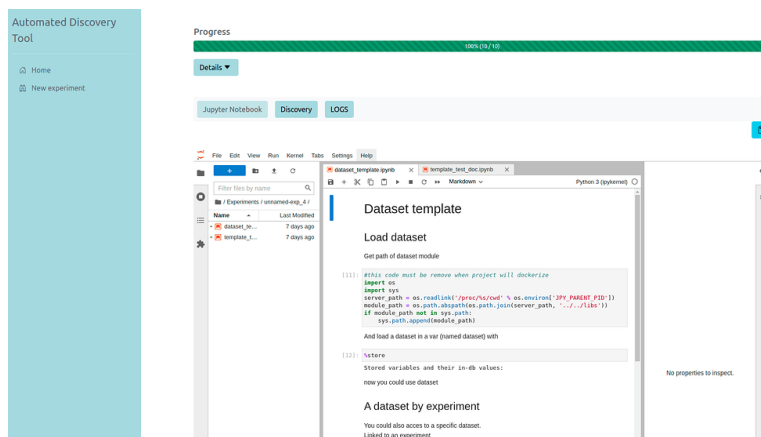 Automated Discovery
Tool
Home
New experiment
Progress
100% (10 / 10)
Details
Jupyter Notebook
Discovery
LOGS
File Edit View Run Kernel Tabs Settings Help
Filter files by name
/ Experiments / unnamed-exp_4 /
Name Last Modified
dataset_te... 7 days ago
template_t... 7 days ago
dataset_template.ipynb
template_test_doc.ipynb
Markdown
Python 3 (ipykernel)
Dataset template
Load dataset
Get path of dataset module
[11]: #this code must be remove when project will dockerize
import os
import sys
server_path = os.readlink('/proc/%s/cwd' % os.environ['JPY_PARENT_PID'])
module_path = os.path.abspath(os.path.join(server_path, '../../libs'))
if module_path not in sys.path:
    sys.path.append(module_path)
And load a dataset in a var (named dataset) with
[12]: %store
Stored variables and their in-db values:
now you could use dataset
A dataset by experiment
You could also acces to a specific dataset.
Linked to an experiment
No properties to inspect.